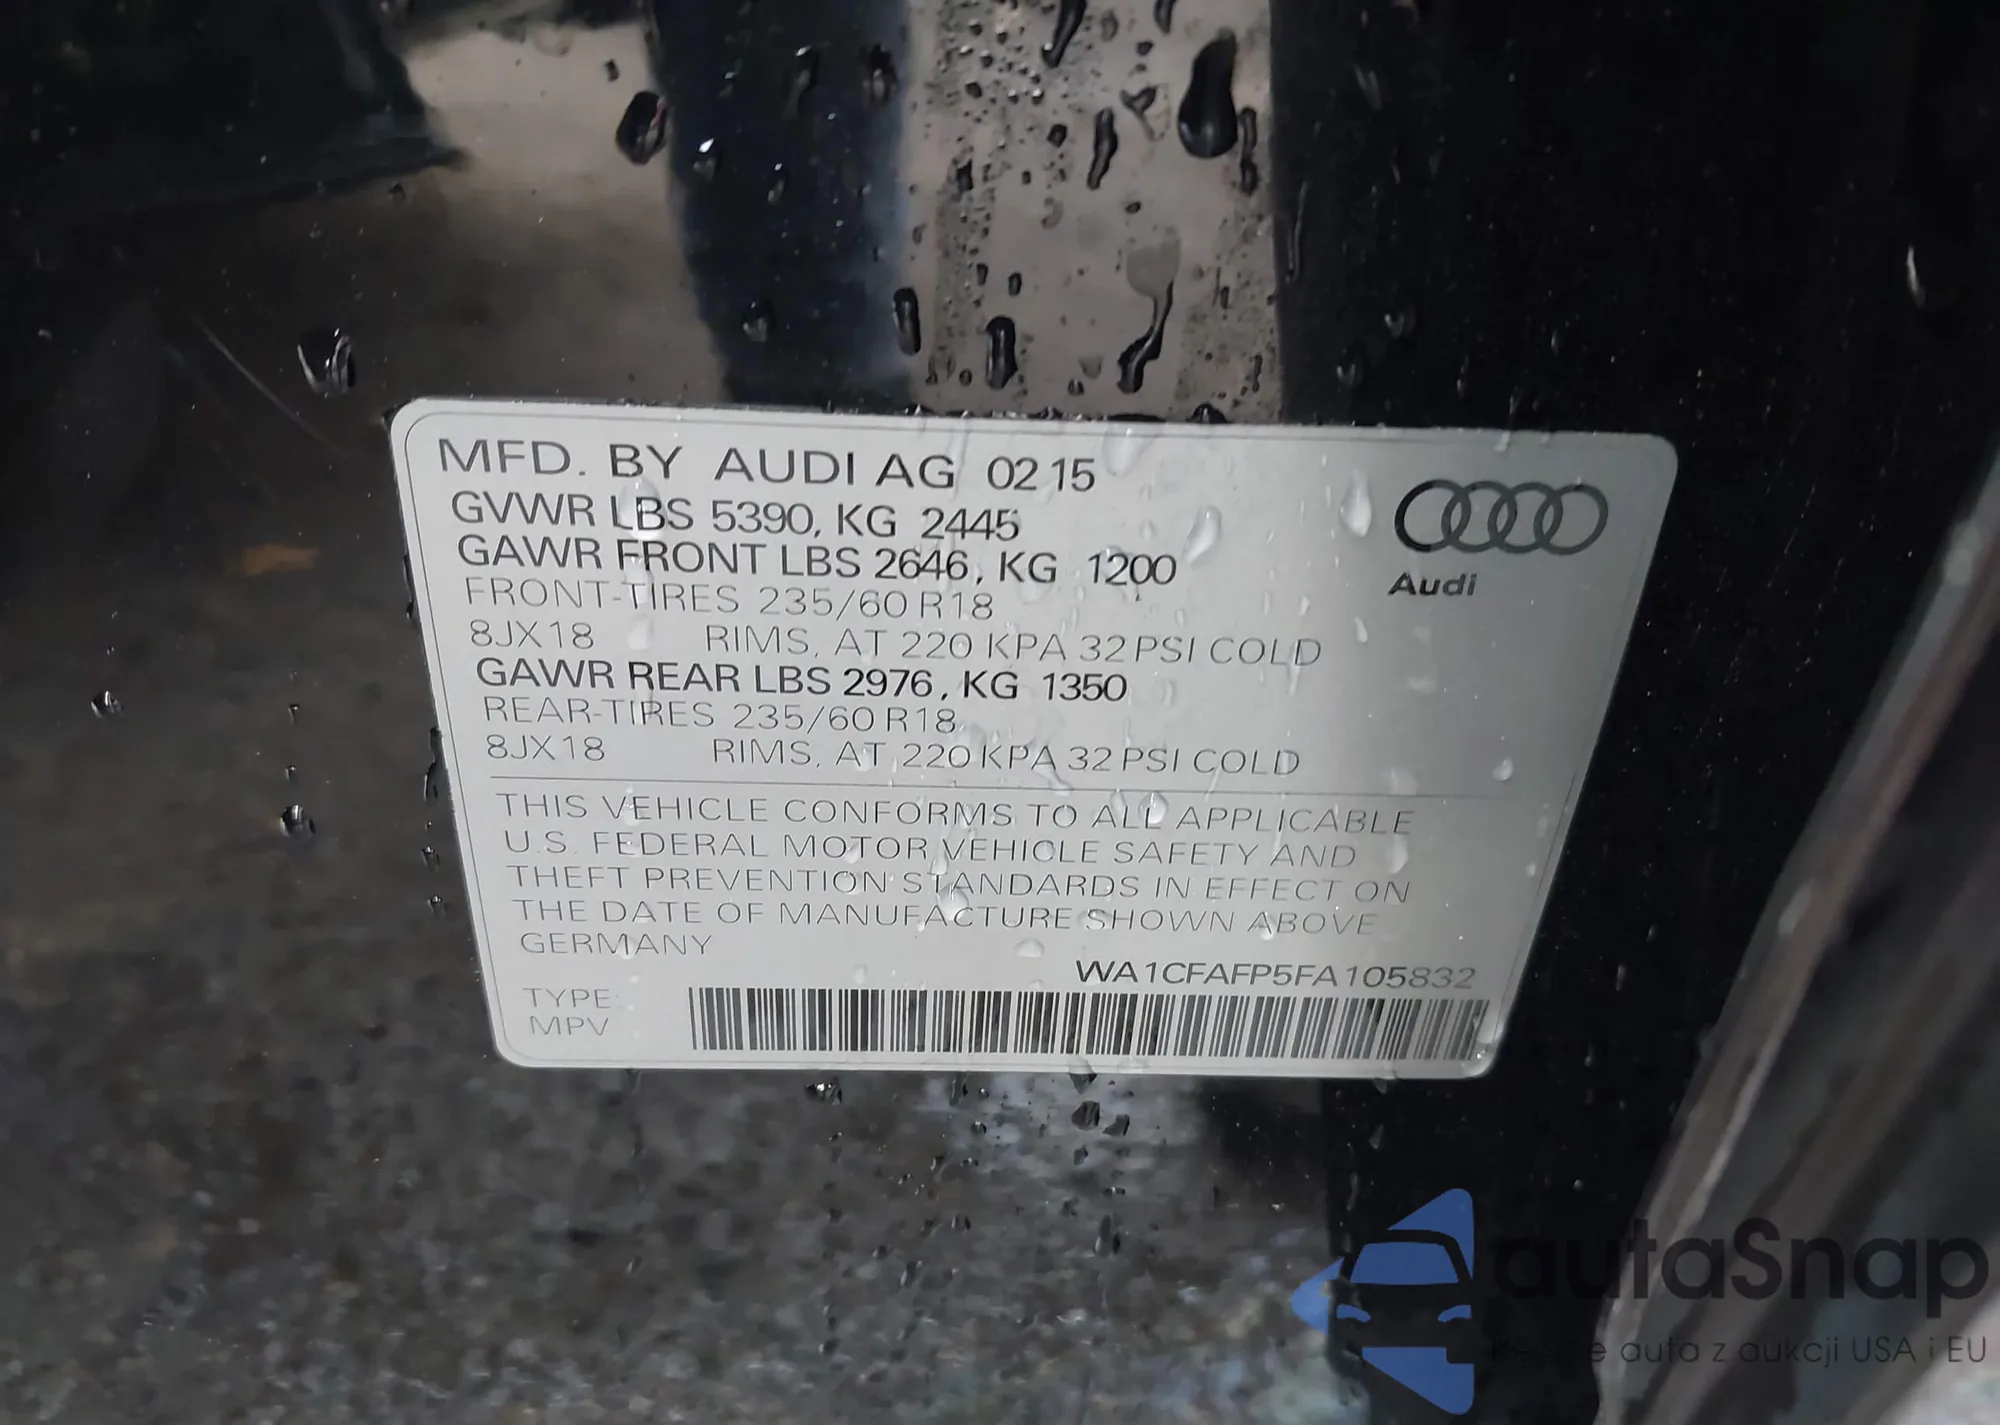 MFD. BY AUDI AG 02 15
GVWR LBS 5390, KG 2445
GAWR FRONT LBS 2646, KG 1200
FRONT-TIRES 235/60 R18
8JX18 RIMS, AT 220 KPA 32 PSI COLD
GAWR REAR LBS 2976, KG 1350
REAR-TIRES 235/60 R18
8JX18 RIMS, AT 220 KPA 32 PSI COLD
Audi
THIS VEHICLE CONFORMS TO ALL APPLICABLE
U.S. FEDERAL MOTOR VEHICLE SAFETY AND
THEFT PREVENTION STANDARDS IN EFFECT ON
THE DATE OF MANUFACTURE SHOWN ABOVE
GERMANY
WA1CFAFP5FA105832
TYPE:
MPV
autaSnap
auta z aukcji USA i EU